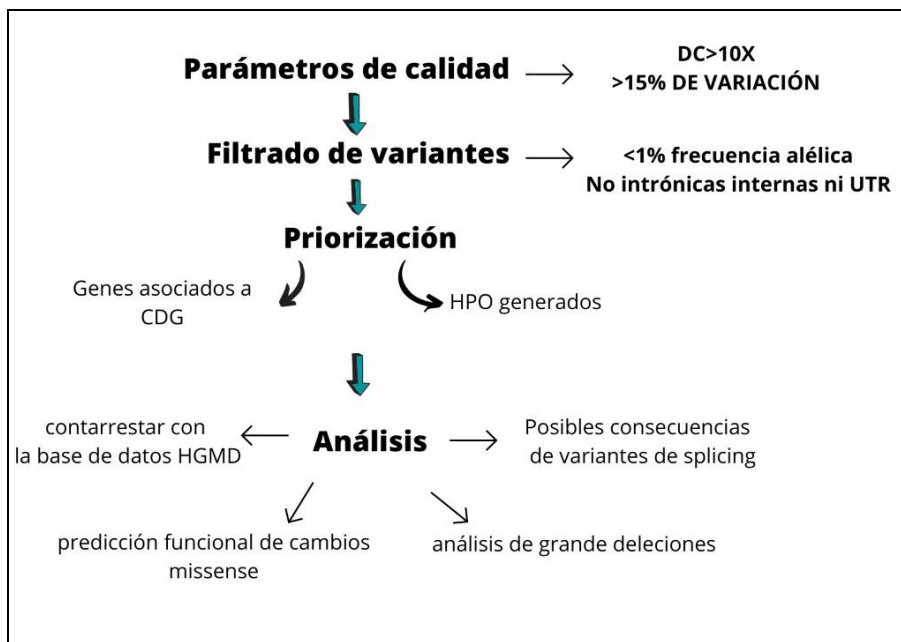 Parámetros de calidad
DC>10X
>15% DE VARIACIÓN
Filtrado de variantes
<1% frecuencia alélica
No intrónicas internas ni UTR
Priorización
Genes asociados a
CDG
HPO generados
contarrestar con
la base de datos HGMD
Análisis
Posibles consecuencias
de variantes de splicing
predicción funcional de cambios
missense
análisis de grande deleciones